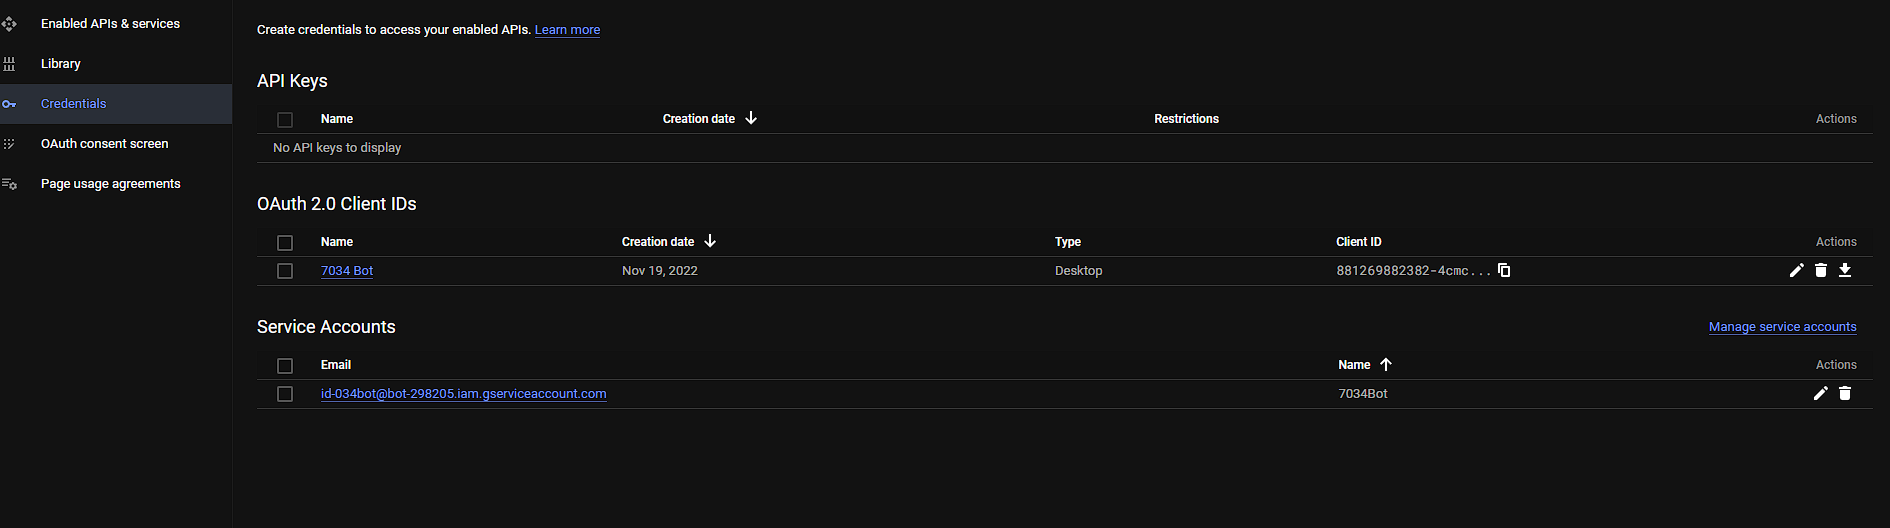 Enabled APIs & services
Library
Credentials
OAuth consent screen
Page usage agreements
Create credentials to access your enabled APIs. Learn more
API Keys
Name Creation date Restrictions Actions
No API keys to display
OAuth 2.0 Client IDs
Name Creation date Type Client ID Actions
7034 Bot Nov 19, 2022 Desktop 881269882382-4cmc...
Service Accounts Manage service accounts
Email Name Actions
id-034bot@bot-298205.iam.gserviceaccount.com 7034Bot